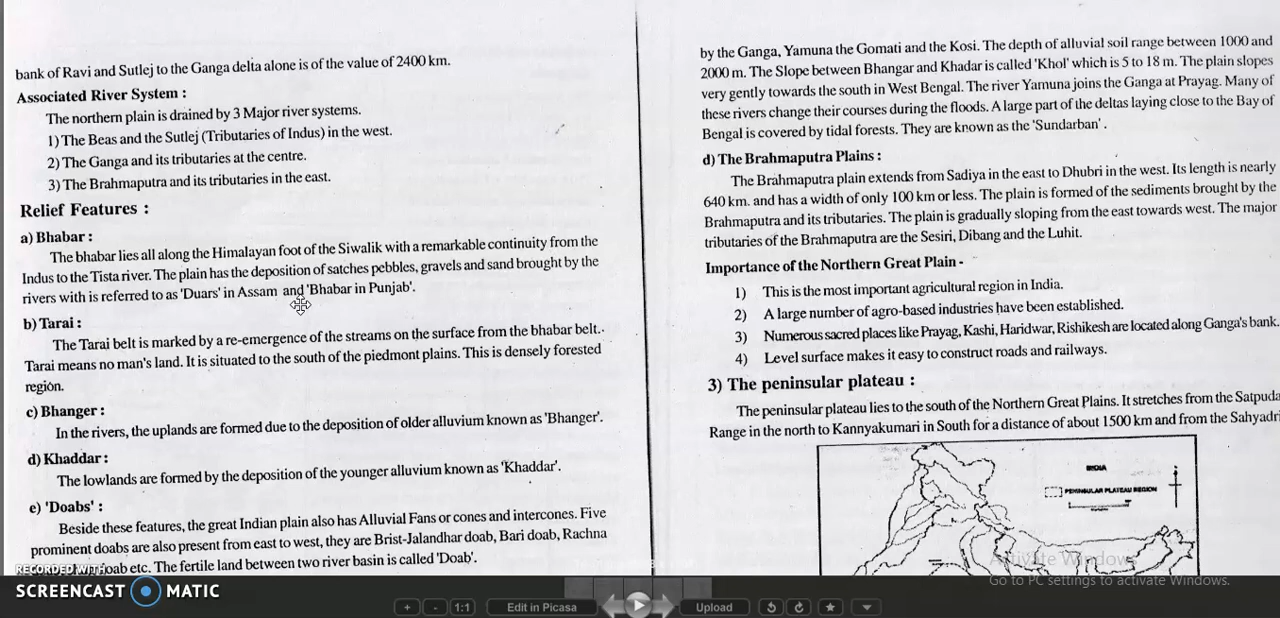 bank of Ravi and Sutlej to the Ganga delta alone is of the value of 2400 km.
Associated River System :
The northern plain is drained by 3 Major river systems.
1) The Beas and the Sutlej (Tributaries of Indus) in the west.
2) The Ganga and its tributaries at the centre.
3) The Brahmaputra and its tributaries in the east.
Relief Features :
a) Bhabar :
The bhabar lies all along the Himalayan foot of the Siwalik with a remarkable continuity from the
Indus to the Tista river. The plain has the deposition of satches pebbles, gravels and sand brought by the
rivers with is referred to as 'Duars' in Assam and 'Bhabar in Punjab'.
b) Tarai :
The Tarai belt is marked by a re-emergence of the streams on the surface from the bhabar belt..
Tarai means no man's land. It is situated to the south of the piedmont plains. This is densely forested
region.
c) Bhanger :
In the rivers, the uplands are formed due to the deposition of older alluvium known as 'Bhanger'.
d) Khaddar :
The lowlands are formed by the deposition of the younger alluvium known as 'Khaddar'.
e) 'Doabs' :
Beside these features, the great Indian plain also has Alluvial Fans or cones and intercones. Five
prominent doabs are also present from east to west, they are Brist-Jalandhar doab, Bari doab, Rachna
doab etc. The fertile land between two river basin is called 'Doab'.
by the Ganga, Yamuna the Gomati and the Kosi. The depth of alluvial soil range between 1000 and
2000 m. The Slope between Bhangar and Khadar is called 'Khol' which is 5 to 18 m. The plain slopes
very gently towards the south in West Bengal. The river Yamuna joins the Ganga at Prayag. Many of
these rivers change their courses during the floods. A large part of the deltas laying close to the Bay of
Bengal is covered by tidal forests. They are known as the 'Sundarban' .
d) The Brahmaputra Plains :
The Brahmaputra plain extends from Sadiya in the east to Dhubri in the west. Its length is nearly
640 km. and has a width of only 100 km or less. The plain is formed of the sediments brought by the
Brahmaputra and its tributaries. The plain is gradually sloping from the east towards west. The major
tributaries of the Brahmaputra are the Sesiri, Dibang and the Luhit.
Importance of the Northern Great Plain -
1) This is the most important agricultural region in India.
2) A large number of agro-based industries have been established.
3) Numerous sacred places like Prayag, Kashi, Haridwar, Rishikesh are located along Ganga's bank.
4) Level surface makes it easy to construct roads and railways.
3) The peninsular plateau :
The peninsular plateau lies to the south of the Northern Great Plains. It stretches from the Satpuda
Range in the north to Kannyakumari in South for a distance of about 1500 km and from the Sahyadri
INDIA
PENINSULAR PLATEAU REGION
Activate Windows
Go to PC settings to activate Windows.
RECORDED WITH
SCREENCAST MATIC
+ - 1:1 Edit in Picasa Upload